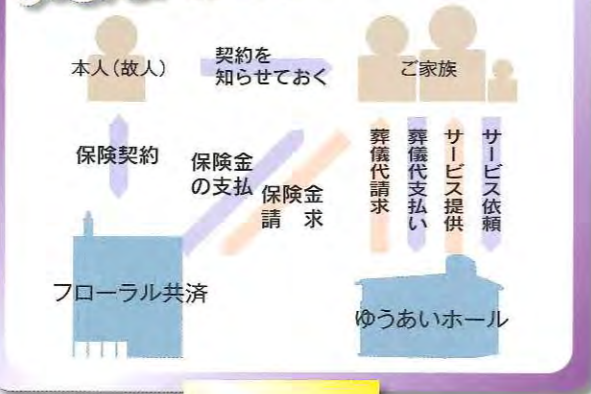 本人(故人)
契約を
知らせておく
ご家族
保険契約
保険金
の支払
保険金
請 求
葬儀代請求
葬儀代支払い
サービス提供
サービス依頼
フローラル共済
ゆうあいホール